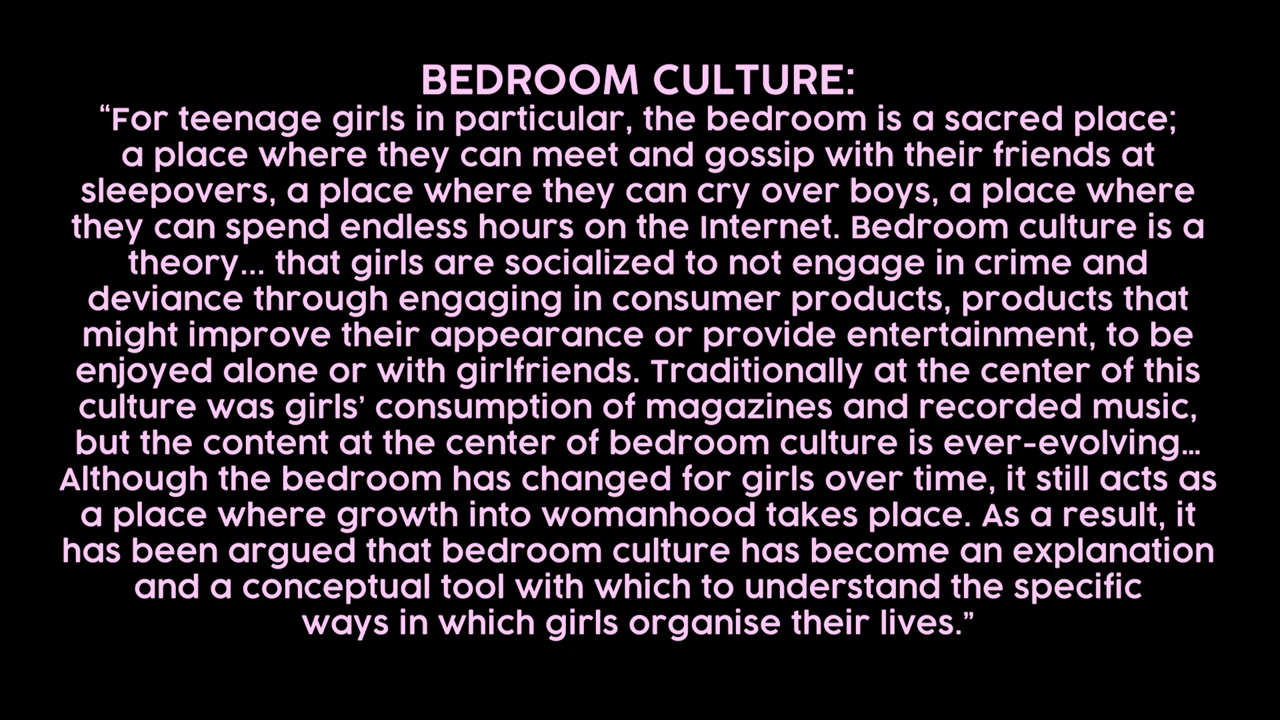 BEDROOM CULTURE:
“For teenage girls in particular, the bedroom is a sacred place;
a place where they can meet and gossip with their friends at
sleepovers, a place where they can cry over boys, a place where
they can spend endless hours on the Internet. Bedroom culture is a
theory... that girls are socialized to not engage in crime and
deviance through engaging in consumer products, products that
might improve their appearance or provide entertainment, to be
enjoyed alone or with girlfriends. Traditionally at the center of this
culture was girls’ consumption of magazines and recorded music,
but the content at the center of bedroom culture is ever-evolving...
Although the bedroom has changed for girls over time, it still acts as
a place where growth into womanhood takes place. As a result, it
has been argued that bedroom culture has become an explanation
and a conceptual tool with which to understand the specific
ways in which girls organise their lives.”